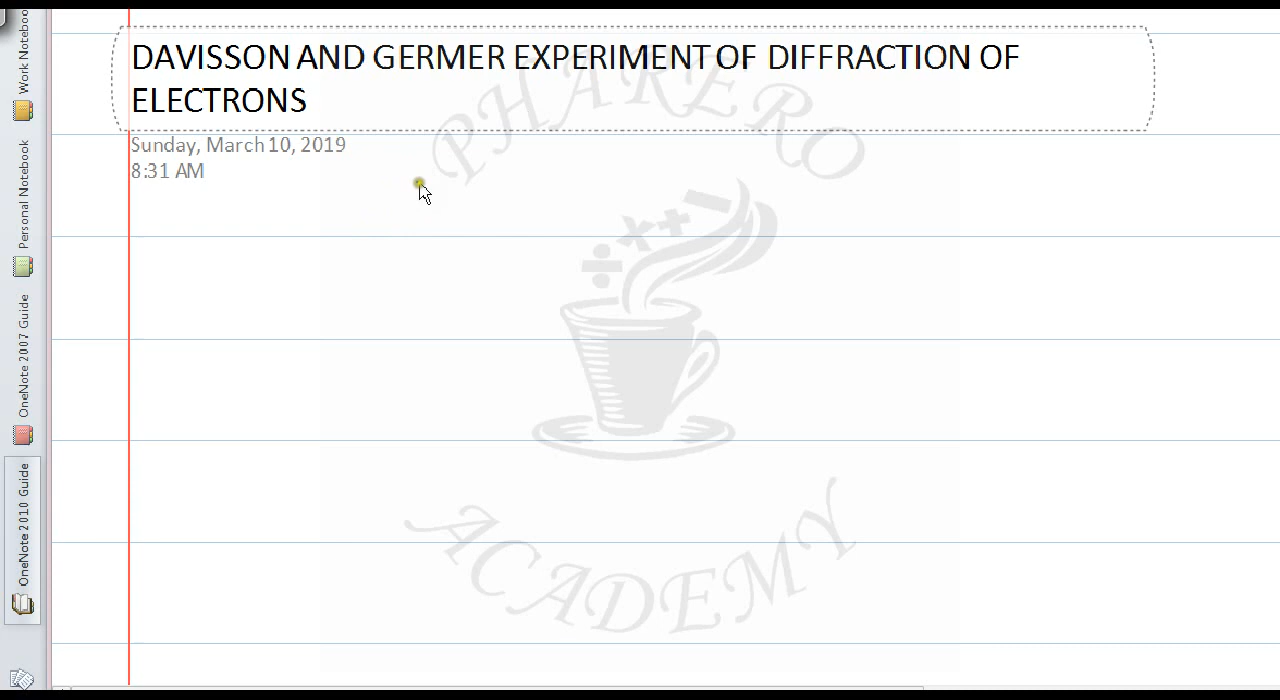 DAVISSON AND GERMER EXPERIMENT OF DIFFRACTION OF
ELECTRONS
Sunday, March 10, 2019
8:31 AM
PHARERO
ACADEMY
Work Noteboo
Personal Notebook
OneNote 2007 Guide
OneNote 2010 Guide